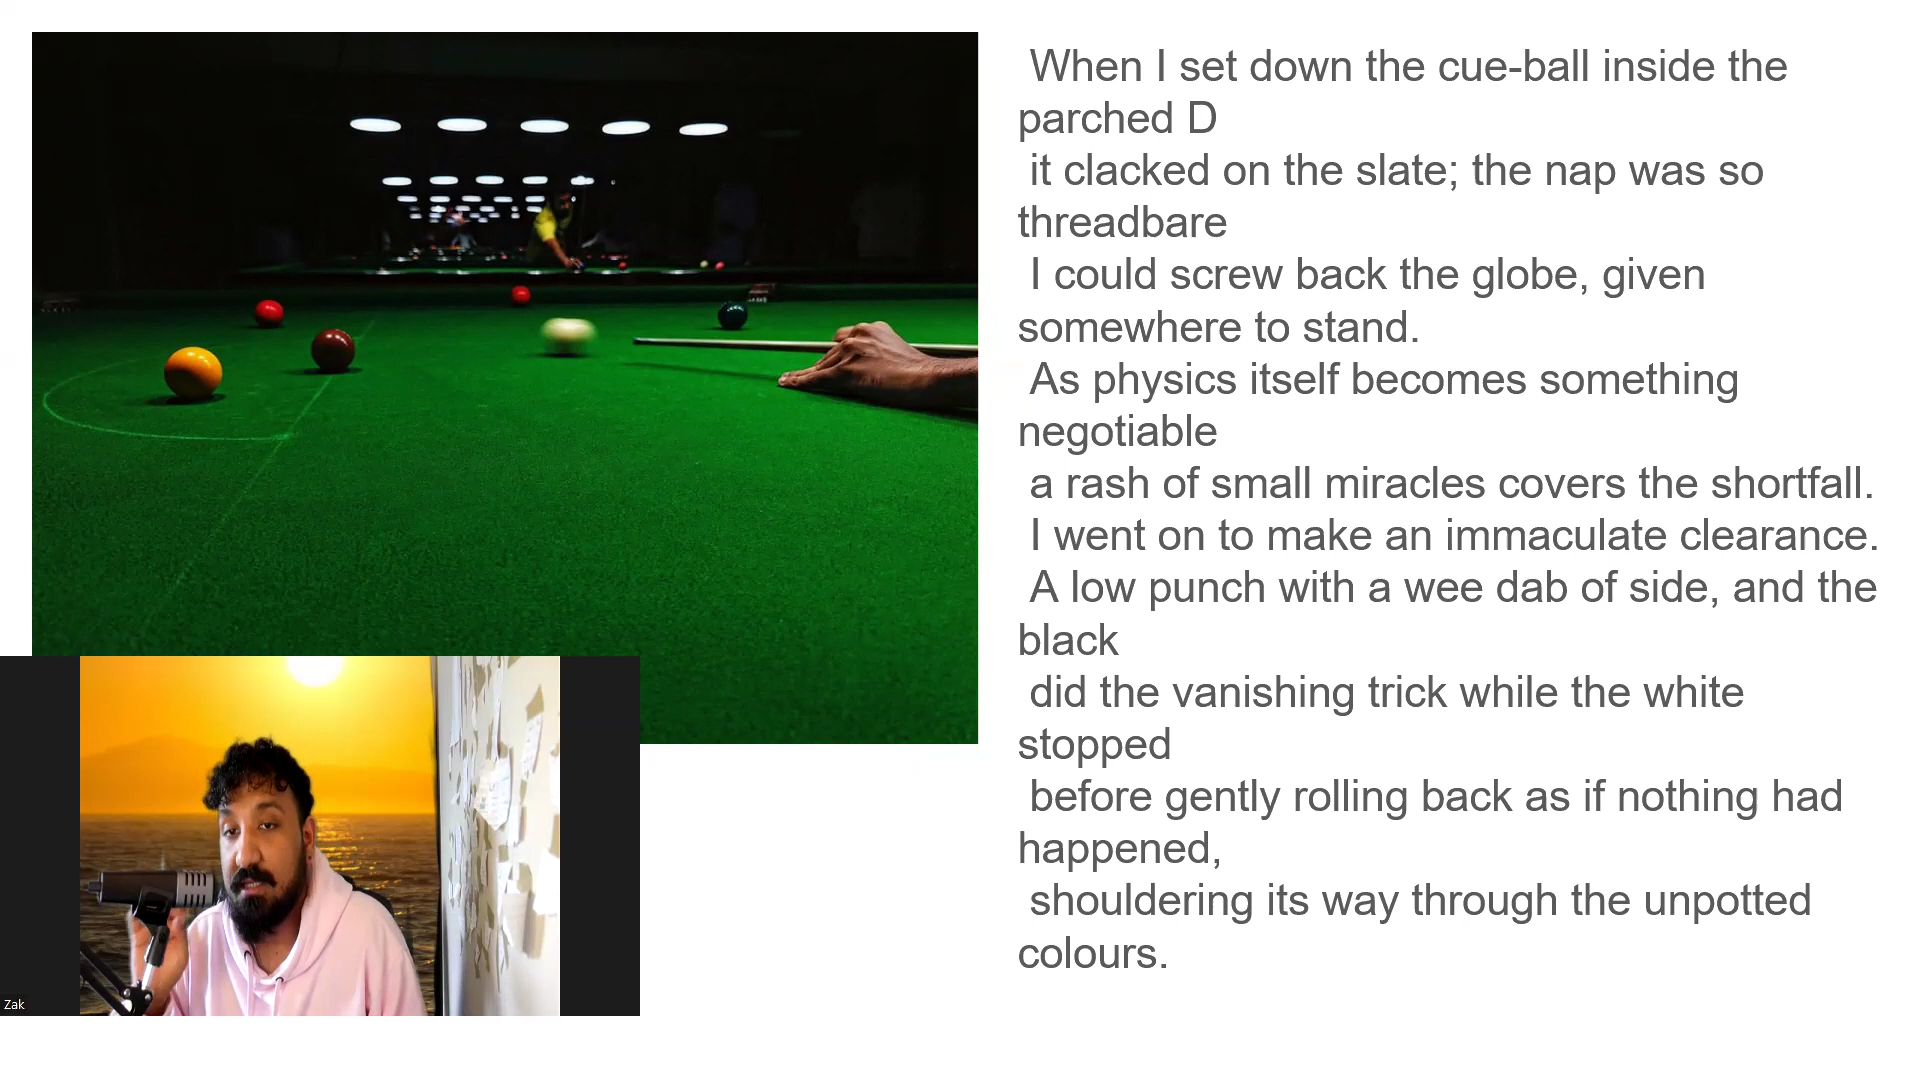 When I set down the cue-ball inside the
parched D
it clacked on the slate; the nap was so
threadbare
I could screw back the globe, given
somewhere to stand.
As physics itself becomes something
negotiable
a rash of small miracles covers the shortfall.
I went on to make an immaculate clearance.
A low punch with a wee dab of side, and the
black
did the vanishing trick while the white
stopped
before gently rolling back as if nothing had
happened,
shouldering its way through the unpotted
colours.
Zak